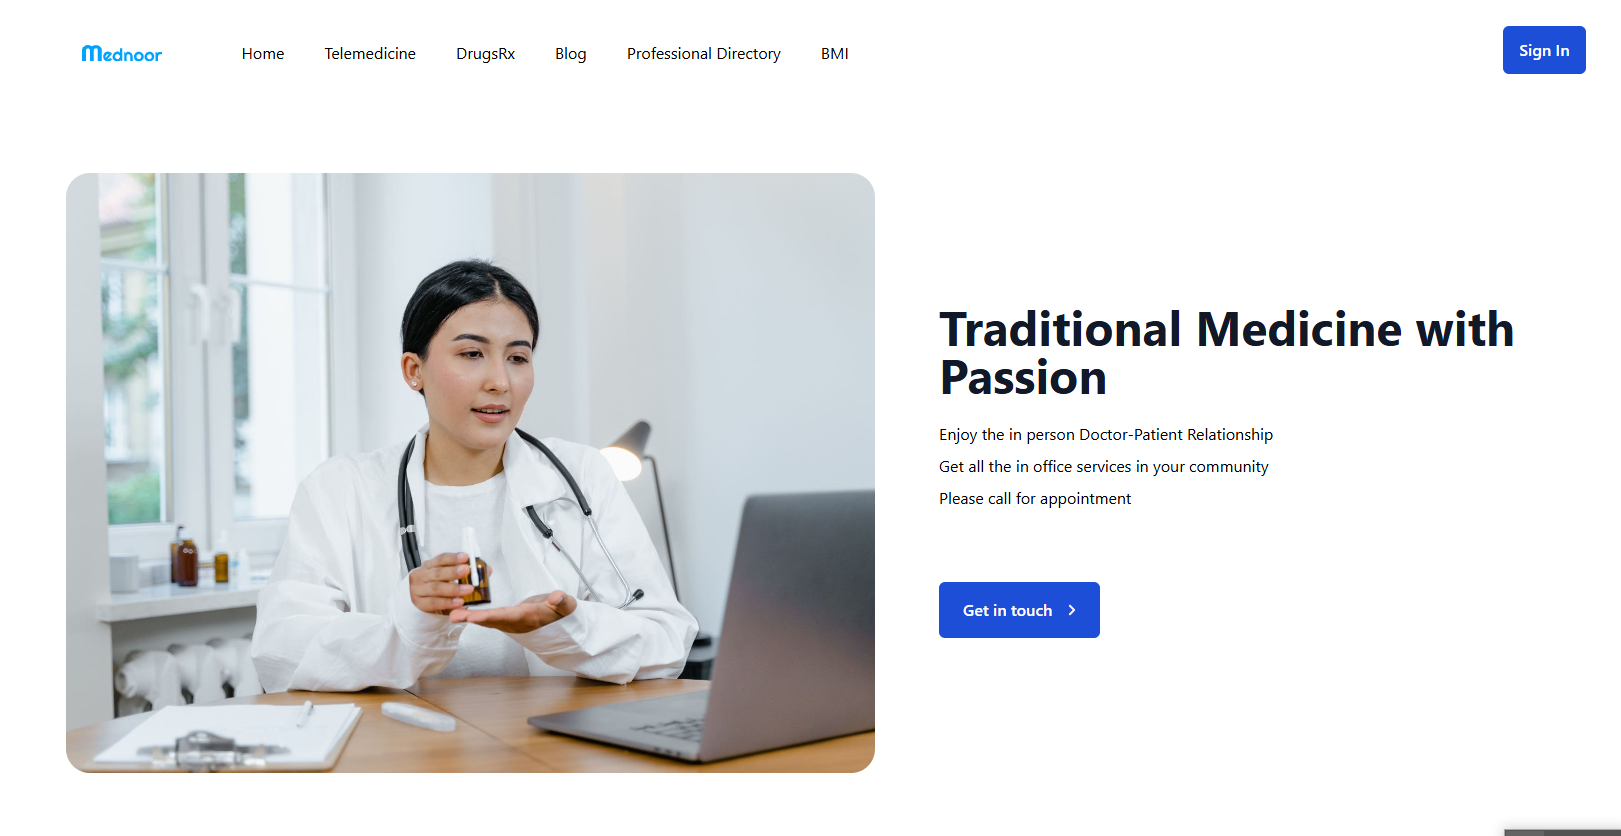 Mednoor
Home Telemedicine DrugsRx Blog Professional Directory BMI
Sign In
Traditional Medicine with
Passion
Enjoy the in person Doctor-Patient Relationship
Get all the in office services in your community
Please call for appointment
Get in touch